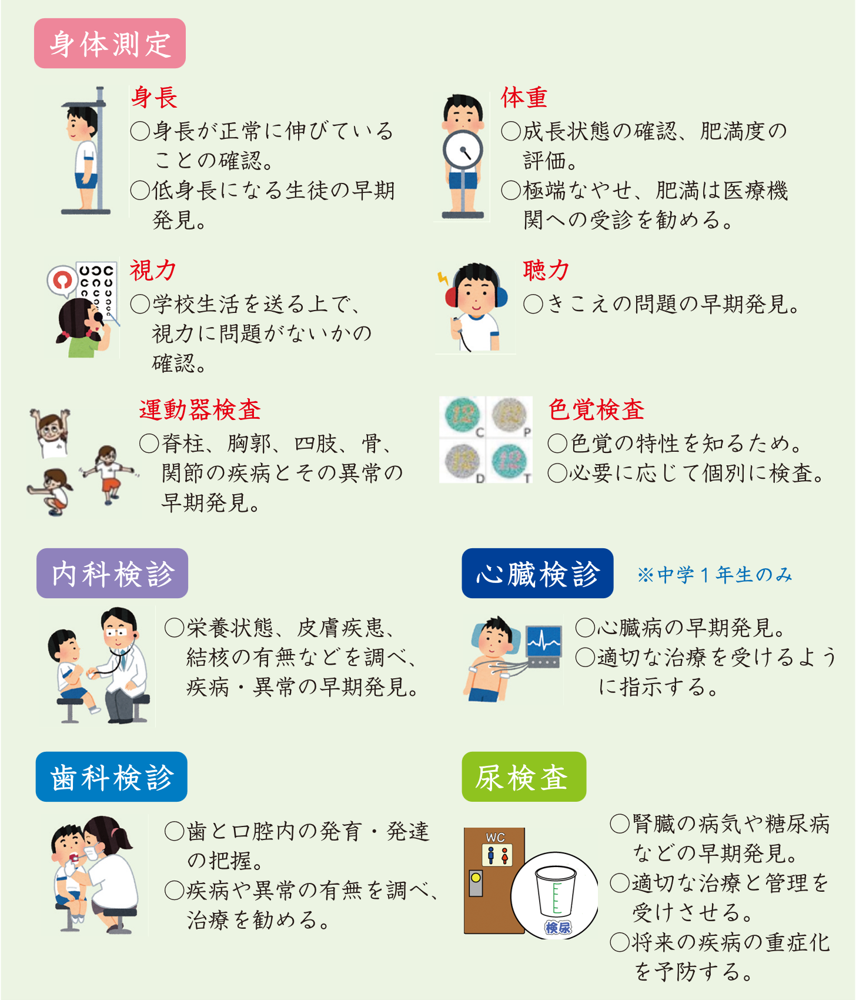 身体測定
身長
○身長が正常に伸びている
ことの確認。
○低身長になる生徒の早期
発見。
体重
○成長状態の確認、肥満度の
評価。
○極端なやせ、肥満は医療機
関への受診を勧める。
視力
○学校生活を送る上で、
視力に問題がないかの
確認。
聴力
○きこえの問題の早期発見。
運動器検査
○脊柱、胸郭、四肢、骨、
関節の疾病とその異常の
早期発見。
12
C
12
P
12
D
12
T
色覚検査
○色覚の特性を知るため。
○必要に応じて個別に検査。
内科検診
○栄養状態、皮膚疾患、
結核の有無などを調べ、
疾病・異常の早期発見。
心臓検診
※中学1年生のみ
○心臓病の早期発見。
○適切な治療を受けるよう
に指示する。
歯科検診
○歯と口腔内の発育・発達
の把握。
○疾病や異常の有無を調べ、
治療を勧める。
尿検査
WC
検尿
○腎臓の病気や糖尿病
などの早期発見。
○適切な治療と管理を
受けさせる。
○将来の疾病の重症化
を予防する。